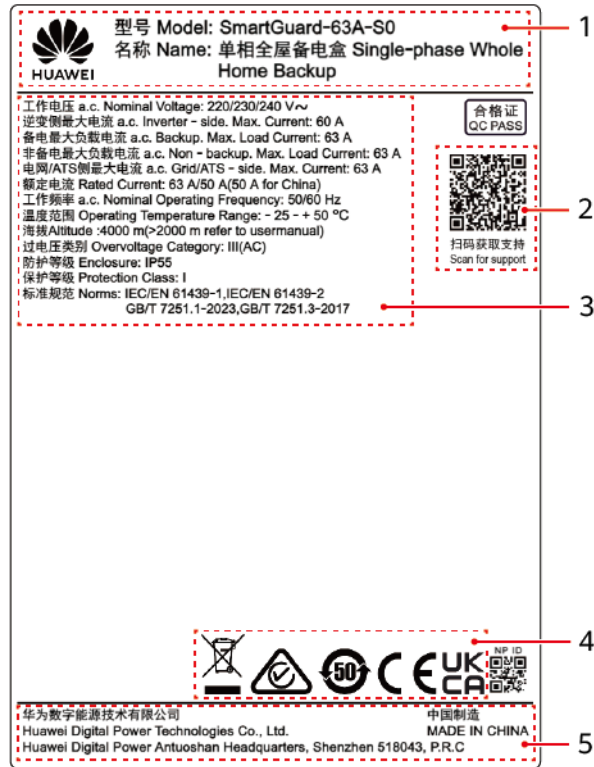 HUAWEI
型号 Model: SmartGuard-63A-S0
名称 Name: 单相全屋备电盒 Single-phase Whole
Home Backup
1
工作电压 a.c. Nominal Voltage: 220/230/240 V～
逆变侧最大电流 a.c. Inverter - side. Max. Current: 60 A
备电最大负载电流 a.c. Backup. Max. Load Current: 63 A
非备电最大负载电流 a.c. Non - backup. Max. Load Current: 63 A
电网/ATS侧最大电流 a.c. Grid/ATS - side. Max. Current: 63 A
额定电流 Rated Current: 63 A/50 A(50 A for China)
工作频率 a.c. Nominal Operating Frequency: 50/60 Hz
温度范围 Operating Temperature Range: - 25 - + 50 ℃
海拔Altitude :4000 m(>2000 m refer to usermanual)
过电压类别 Overvoltage Category: III(AC)
防护等级 Enclosure: IP55
保护等级 Protection Class: I
标准规范 Norms: IEC/EN 61439-1,IEC/EN 61439-2
GB/T 7251.1-2023,GB/T 7251.3-2017
合格证
QC PASS
2
扫码获取支持
Scan for support
3
4
50
CE
UK
CA
NP ID
华为数字能源技术有限公司
中国制造
Huawei Digital Power Technologies Co., Ltd.
MADE IN CHINA
Huawei Digital Power Antuoshan Headquarters, Shenzhen 518043, P.R.C
5